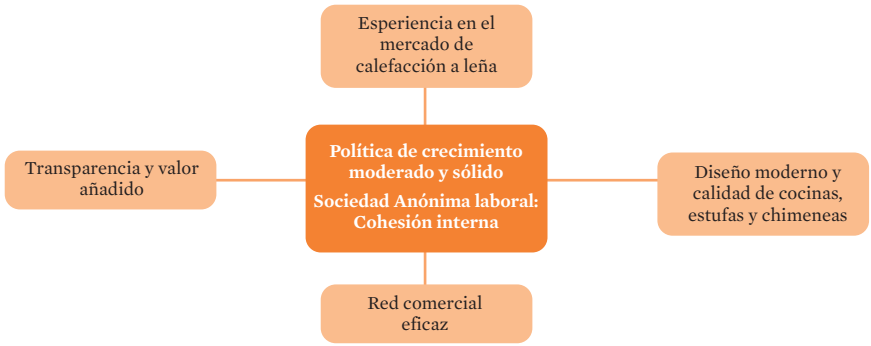 Esperiencia en el
mercado de
calefacción a leña
Política de crecimiento
moderado y sólido
Sociedad Anónima laboral:
Cohesión interna
Transparencia y valor
añadido
Diseño moderno y
calidad de cocinas,
estufas y chimeneas
Red comercial
eficaz